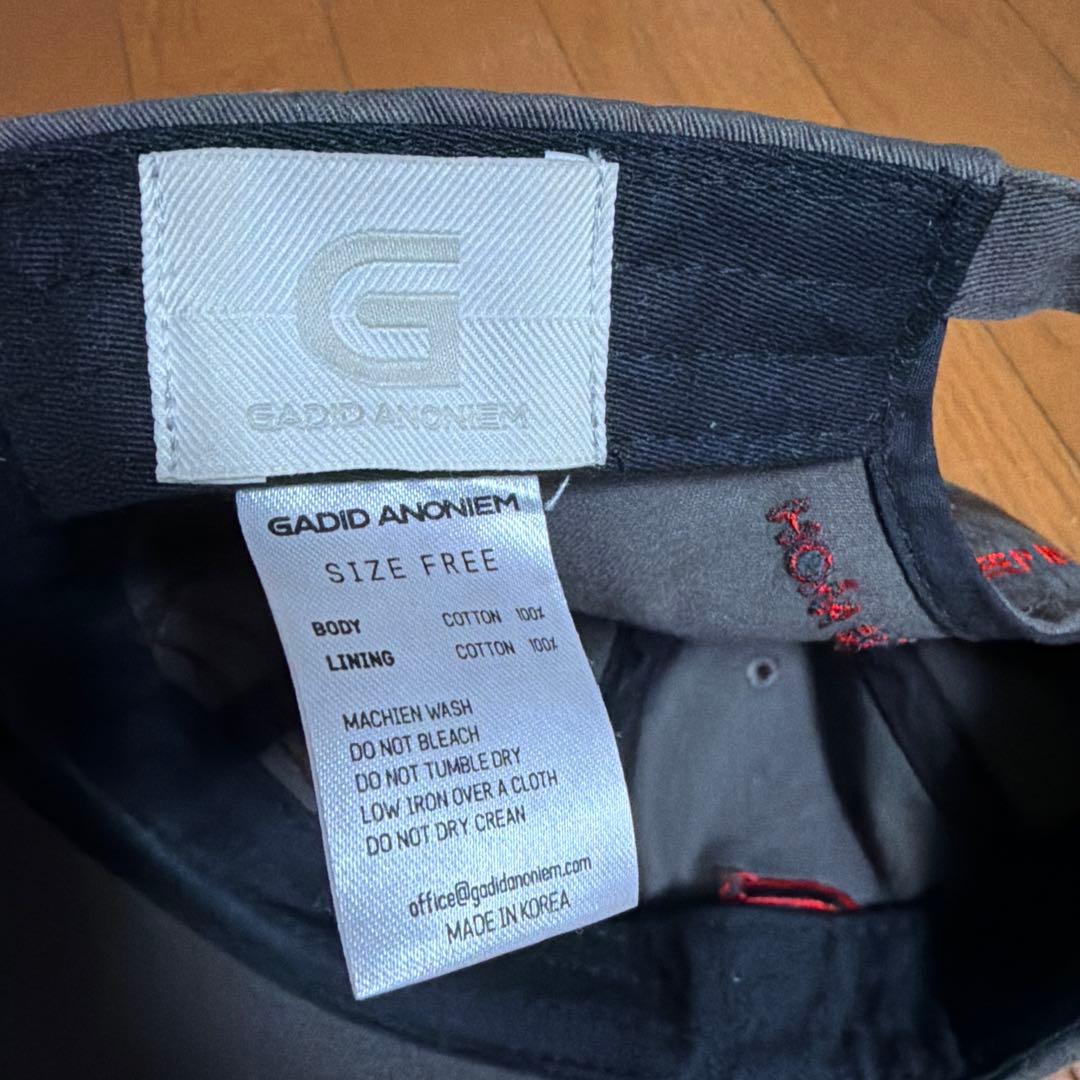 GADID ANONIEM
GADID ANONIEM
SIZE FREE
BODY COTTON 100%
LINING COTTON 100%
MACHIEN WASH
DO NOT BLEACH
DO NOT TUMBLE DRY
LOW IRON OVER A CLOTH
DO NOT DRY CREAN
office@gadidanoniem.com
MADE IN KOREA